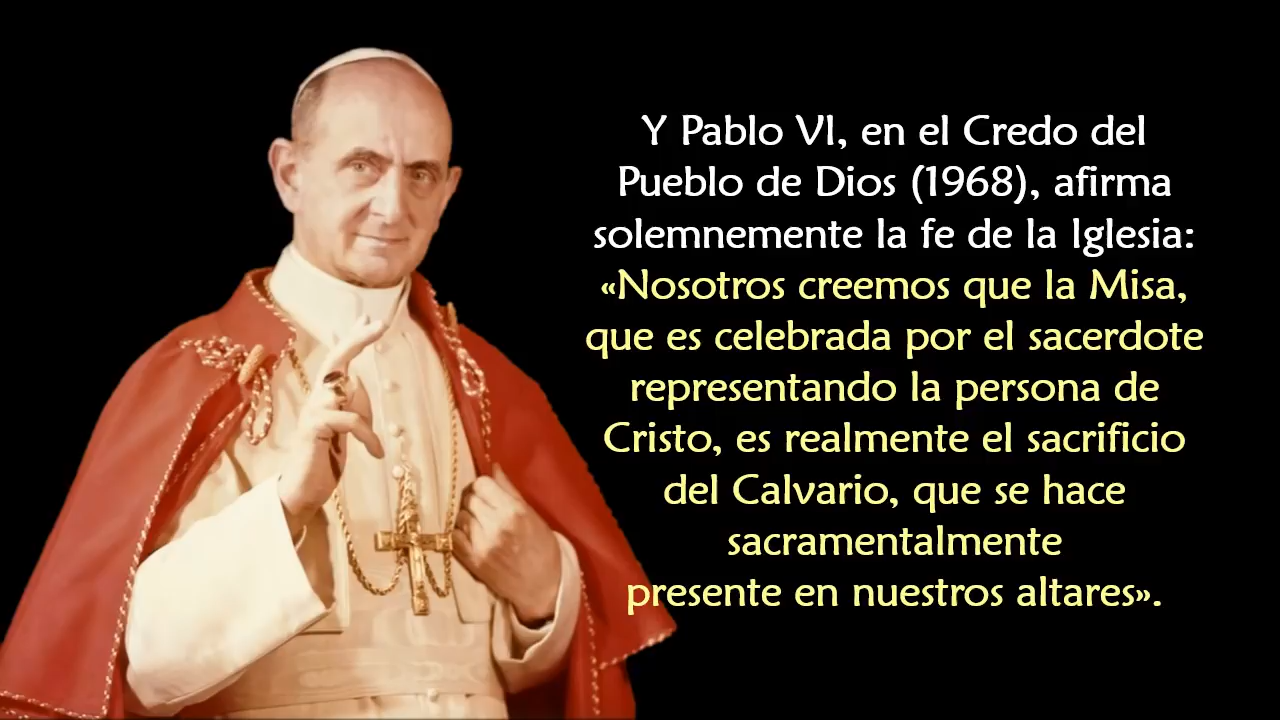 Y Pablo VI, en el Credo del
Pueblo de Dios (1968), afirma
solemnemente la fe de la Iglesia:
«Nosotros creemos que la Misa,
que es celebrada por el sacerdote
representando la persona de
Cristo, es realmente el sacrificio
del Calvario, que se hace
sacramentalmente
presente en nuestros altares».